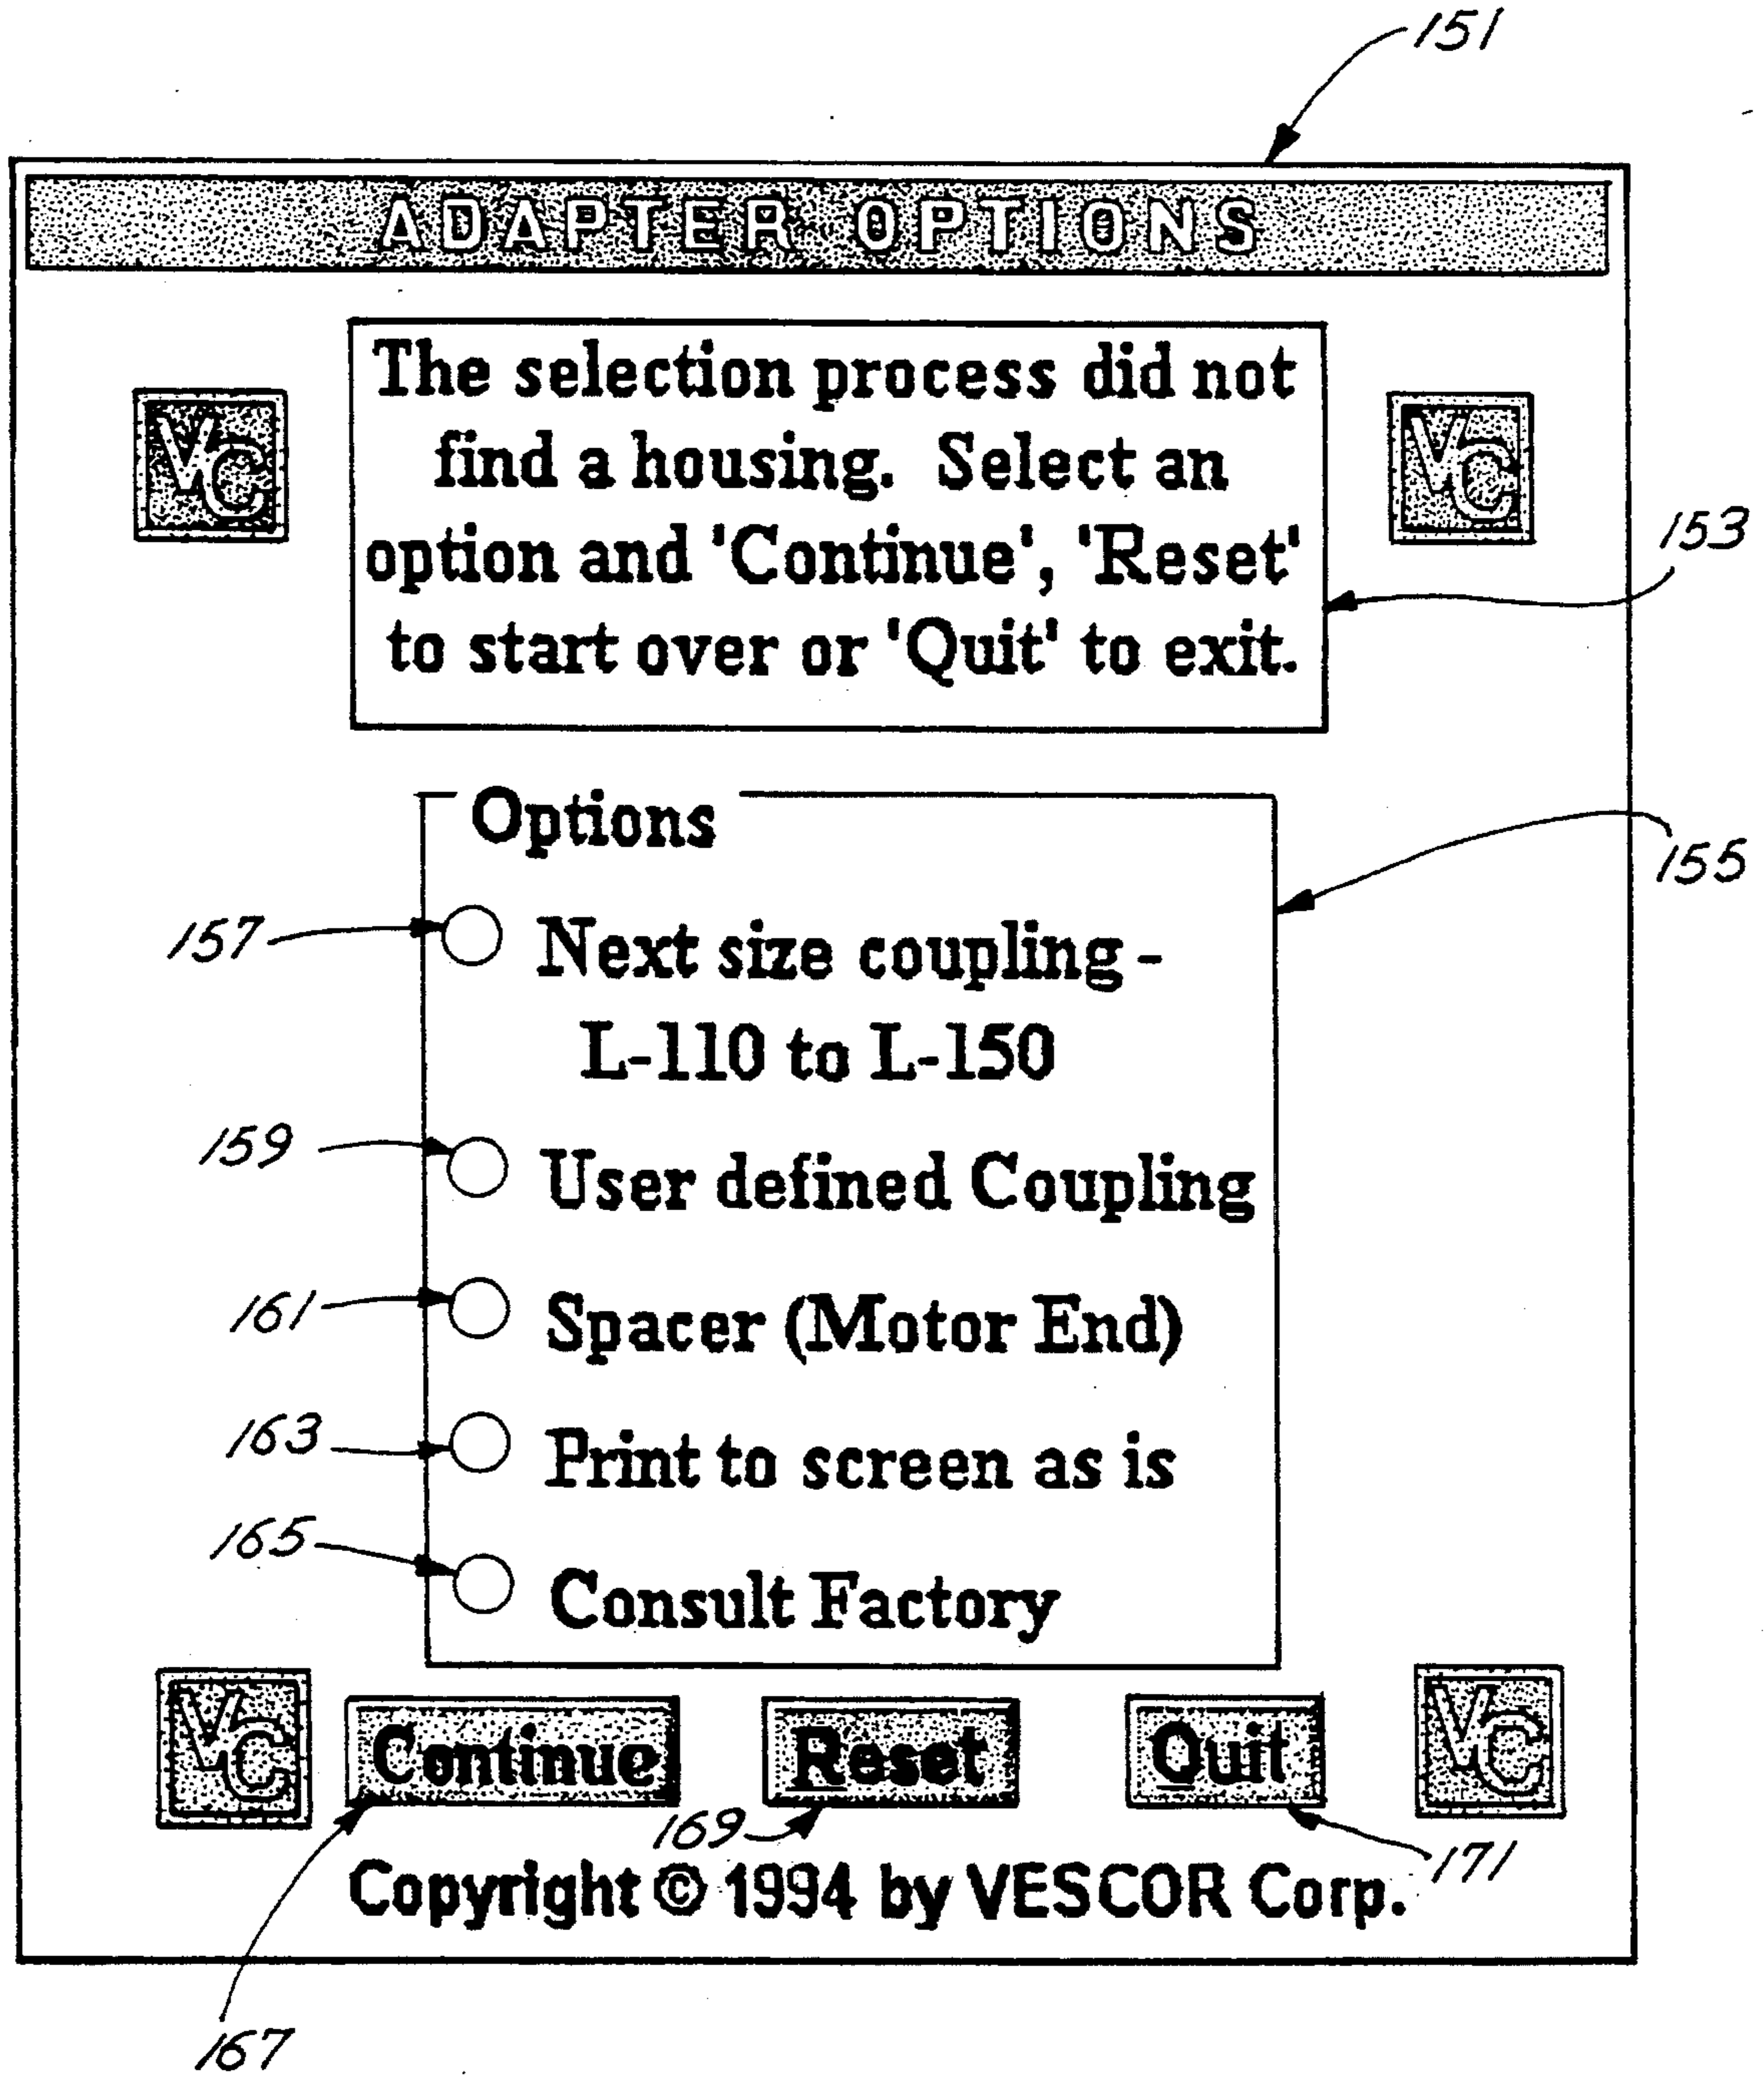 151
ADAPTER OPTIONS
The selection process did not
find a housing. Select an
option and 'Continue', 'Reset'
to start over or 'Quit' to exit.
VC
VC
153
Options
155
157
Next size coupling -
L-110 to L-150
159
User defined Coupling
161
Spacer (Motor End)
163
Print to screen as is
165
Consult Factory
VC
Continue
Reset
Quit
VC
169
171
Copyright © 1994 by VESCOR Corp.
167